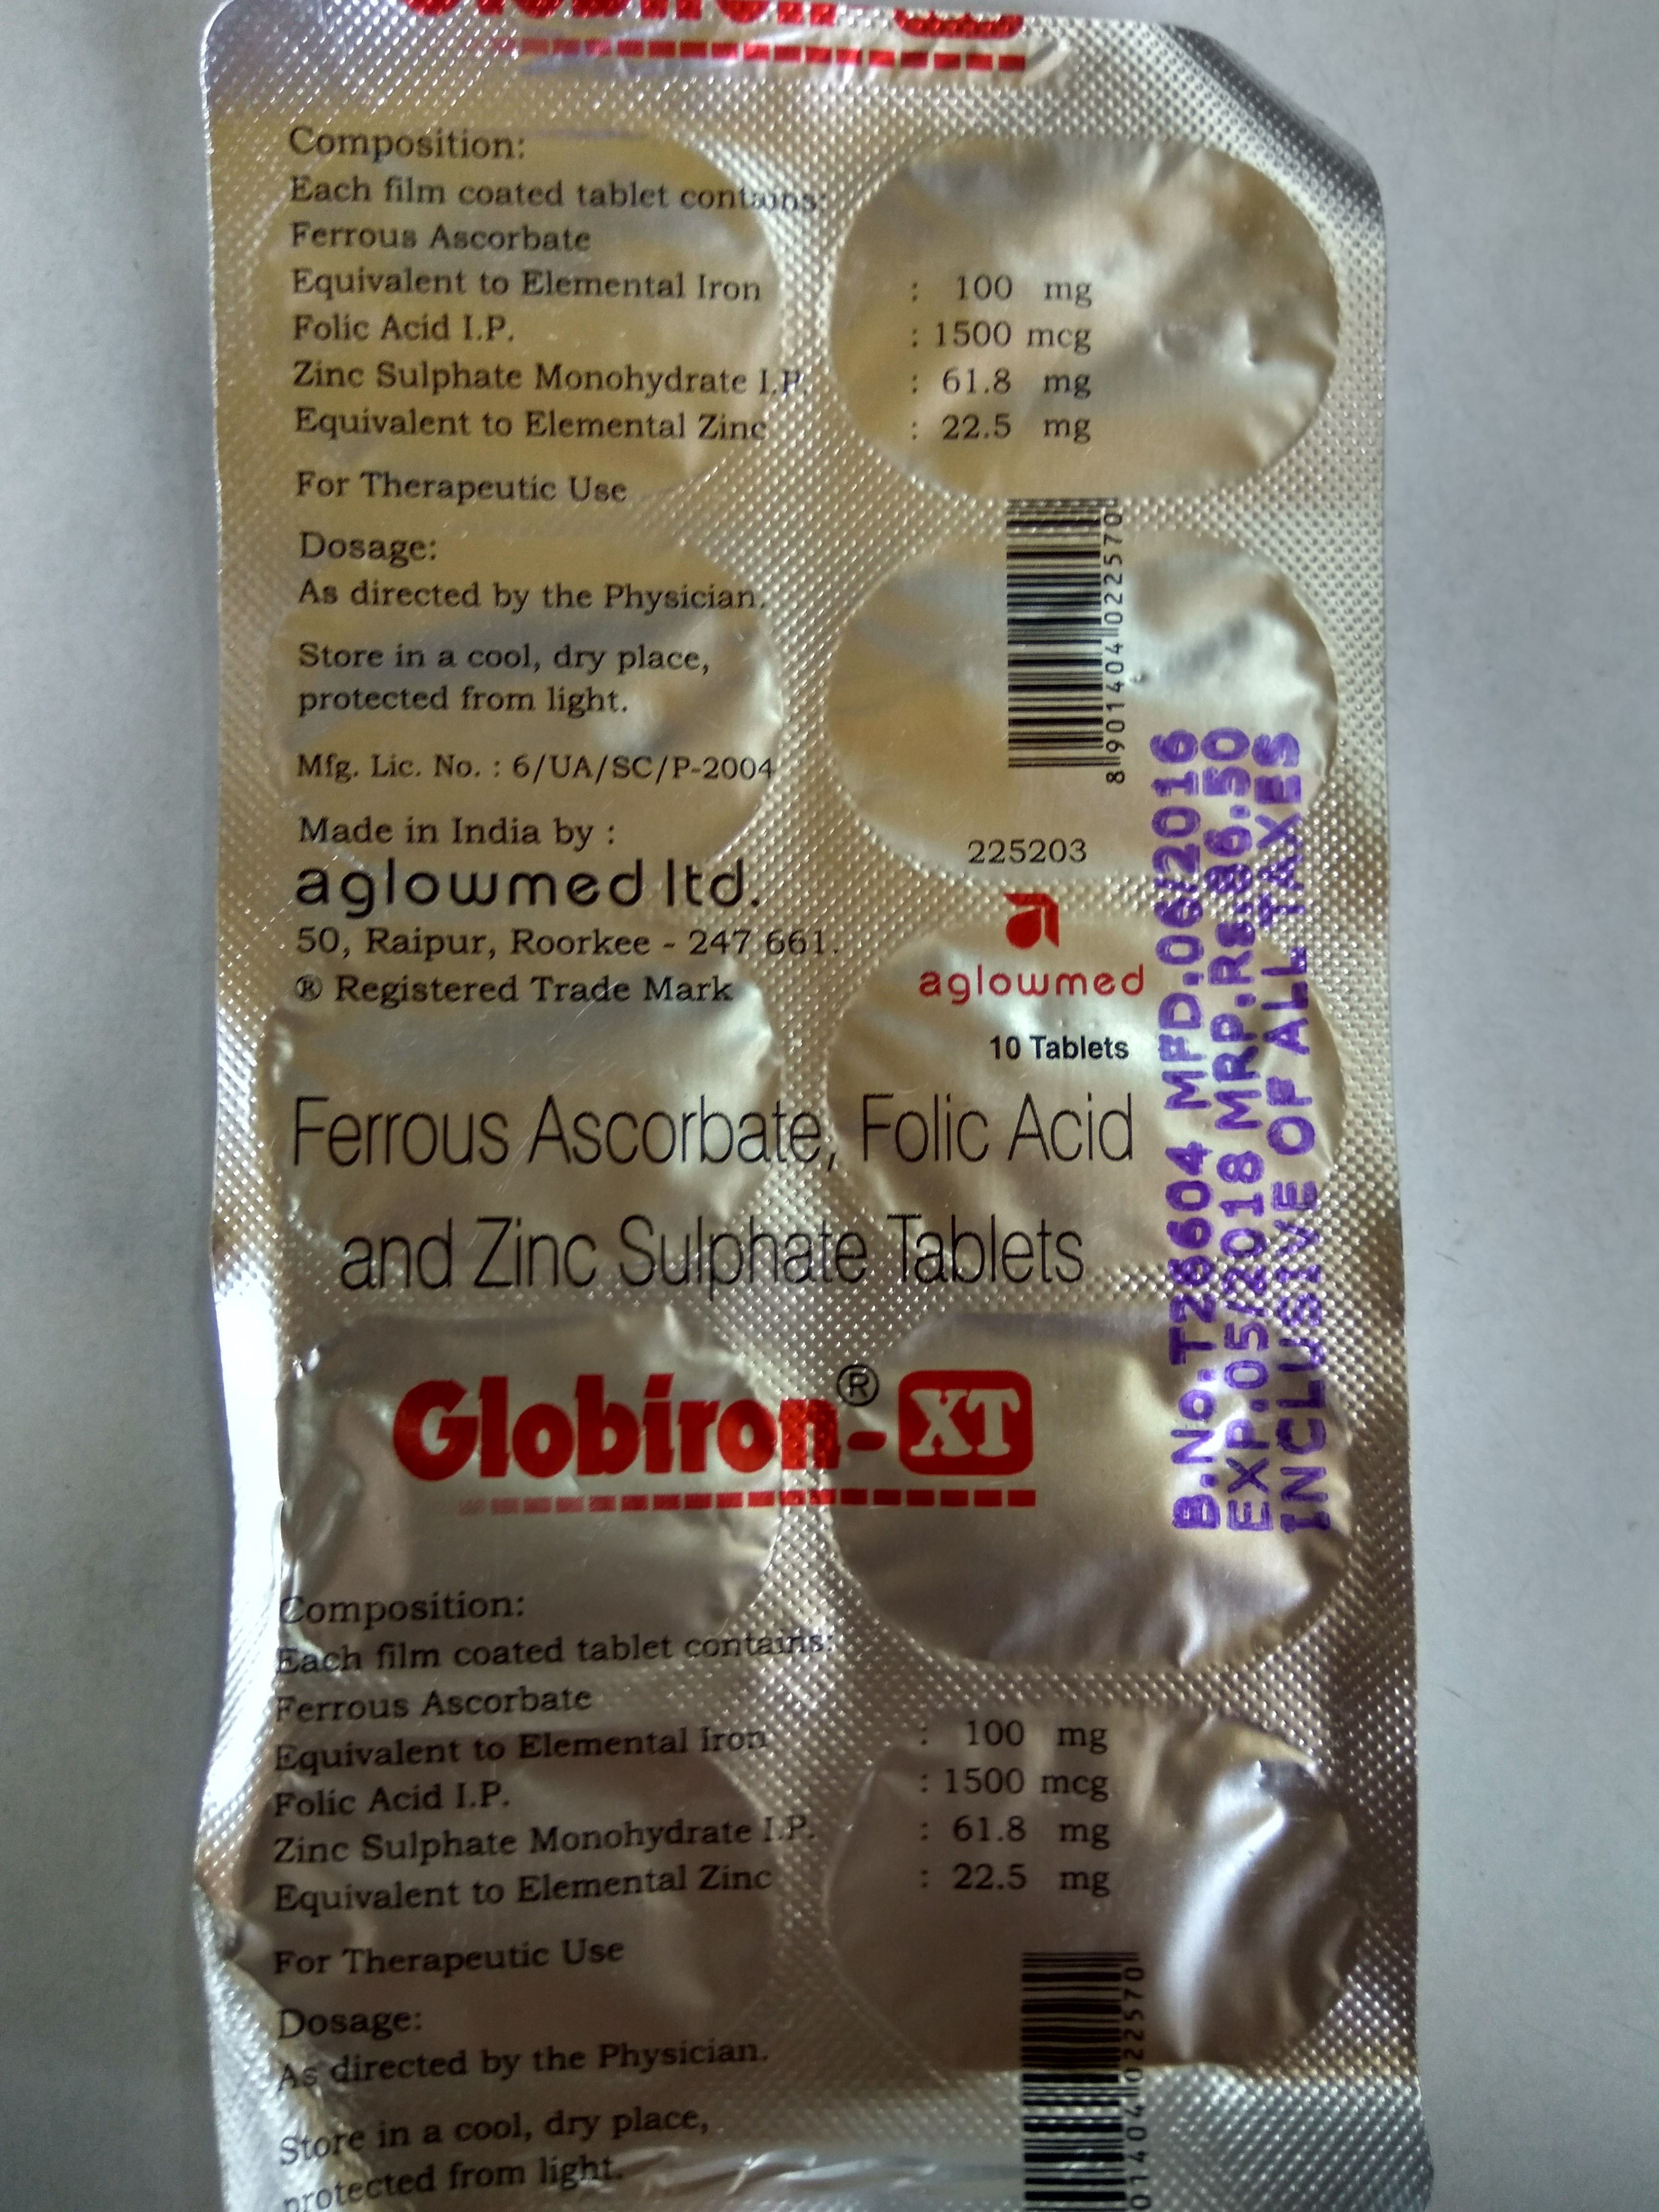 Globiron-XT
Composition:
Each film coated tablet contains:
Ferrous Ascorbate
Equivalent to Elemental Iron : 100 mg
Folic Acid I.P. : 1500 mcg
Zinc Sulphate Monohydrate I.P. : 61.8 mg
Equivalent to Elemental Zinc : 22.5 mg
For Therapeutic Use
Dosage:
As directed by the Physician.
Store in a cool, dry place,
protected from light.
Mfg. Lic. No. : 6/UA/SC/P-2004
Made in India by :
aglowmed ltd.
50, Raipur, Roorkee - 247 661.
® Registered Trade Mark
8 901404 022570
225203
aglowmed
10 Tablets
B.No.T28604 MFD.06/2016
EXP.05/2018 MRP.Rs.86.50
INCLUSIVE OF ALL TAXES
Ferrous Ascorbate, Folic Acid
and Zinc Sulphate Tablets
Globiron®-XT
Composition:
Each film coated tablet contains:
Ferrous Ascorbate
Equivalent to Elemental Iron : 100 mg
Folic Acid I.P. : 1500 mcg
Zinc Sulphate Monohydrate I.P. : 61.8 mg
Equivalent to Elemental Zinc : 22.5 mg
For Therapeutic Use
Dosage:
As directed by the Physician.
Store in a cool, dry place,
protected from light.
01404 022570